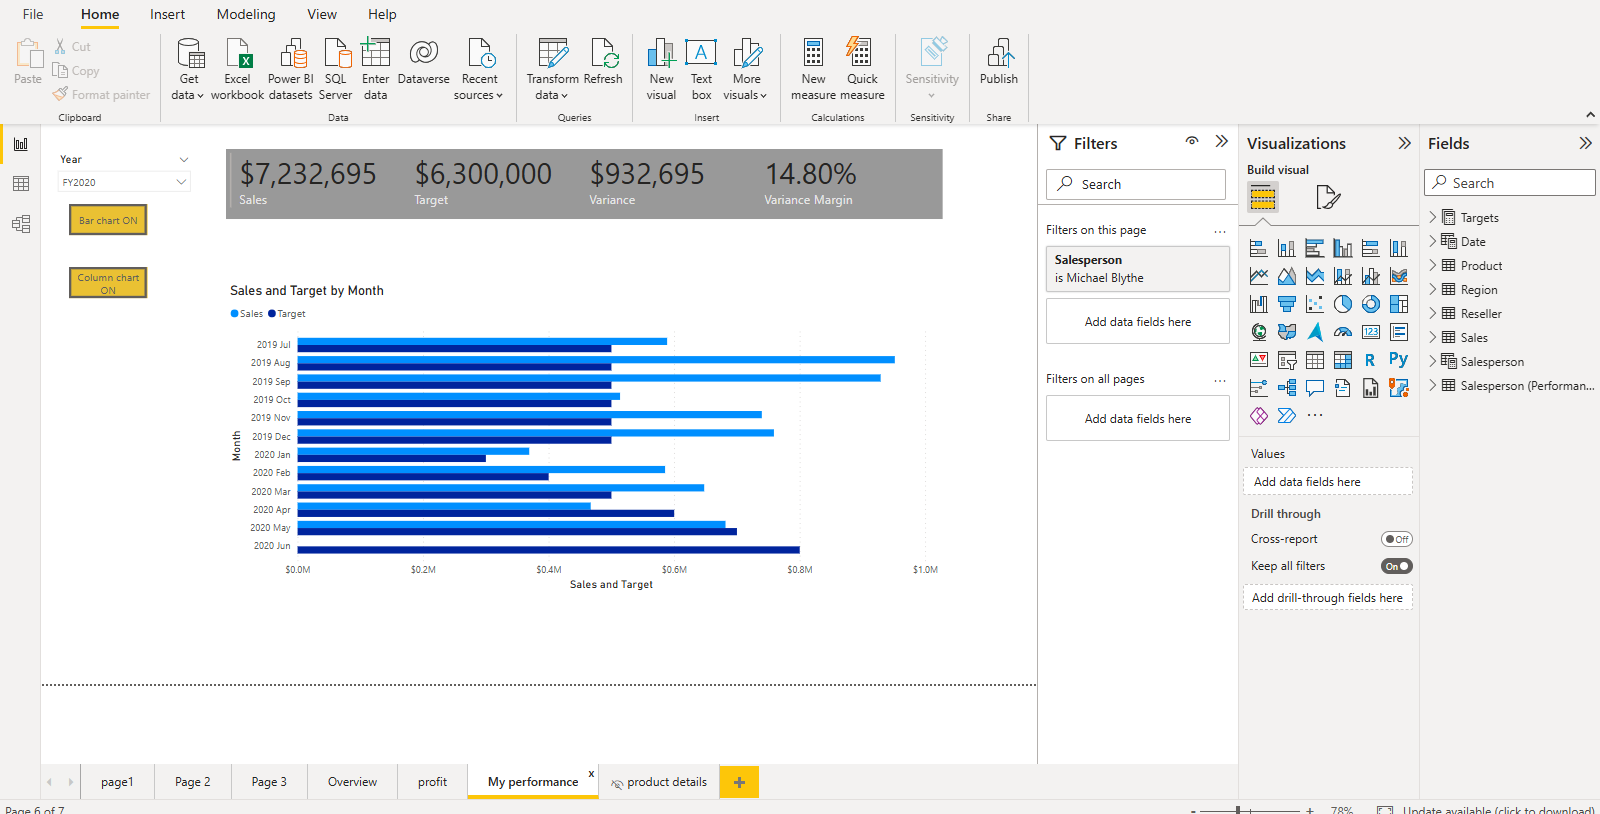 File Home Insert Modeling View Help
Paste
Cut
Copy
Format painter
Clipboard
Get data
Excel workbook
Power BI datasets
SQL Server
Enter data
Dataverse
Recent sources
Data
Transform data
Refresh
Queries
New visual
Text box
More visuals
Insert
New measure
Quick measure
Calculations
Sensitivity
Sensitivity
Publish
Share
Year
FY2020
Bar chart ON
Column chart
ON
$7,232,695 $6,300,000 $932,695 14.80%
Sales Target Variance Variance Margin
Sales and Target by Month
Sales Target
Month
2019 Jul
2019 Aug
2019 Sep
2019 Oct
2019 Nov
2019 Dec
2020 Jan
2020 Feb
2020 Mar
2020 Apr
2020 May
2020 Jun
$0.0M $0.2M $0.4M $0.6M $0.8M $1.0M
Sales and Target
Filters
Search
Filters on this page ...
Salesperson
is Michael Blythe
Add data fields here
Filters on all pages ...
Add data fields here
Visualizations
Build visual
123
R Py
...
Values
Add data fields here
Drill through
Cross-report Off
Keep all filters On
Add drill-through fields here
Fields
Search
Targets
Date
Product
Region
Reseller
Sales
Salesperson
Salesperson (Performan...
page1 Page 2 Page 3 Overview profit My performance x product details +
Page 6 of 7
- + 78% Update available (click to download)